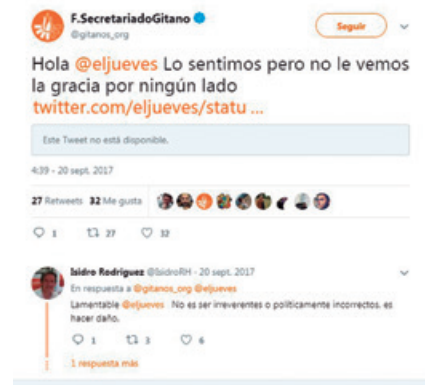 F.SecretariadoGitano
@gitanos_org
Seguir
Hola @eljueves Lo sentimos pero no le vemos
la gracia por ningún lado
twitter.com/eljueves/statu ...
Este Tweet no está disponible.
4:39 - 20 sept. 2017
27 Retweets 32 Me gusta
1 27 32
Isidro Rodriguez @IsidroRH - 20 sept. 2017
En respuesta a @gitanos_org @eljueves
Lamentable @eljueves No es ser irreverentes o políticamente incorrectos. es
hacer daño.
1 3 6
1 respuesta más